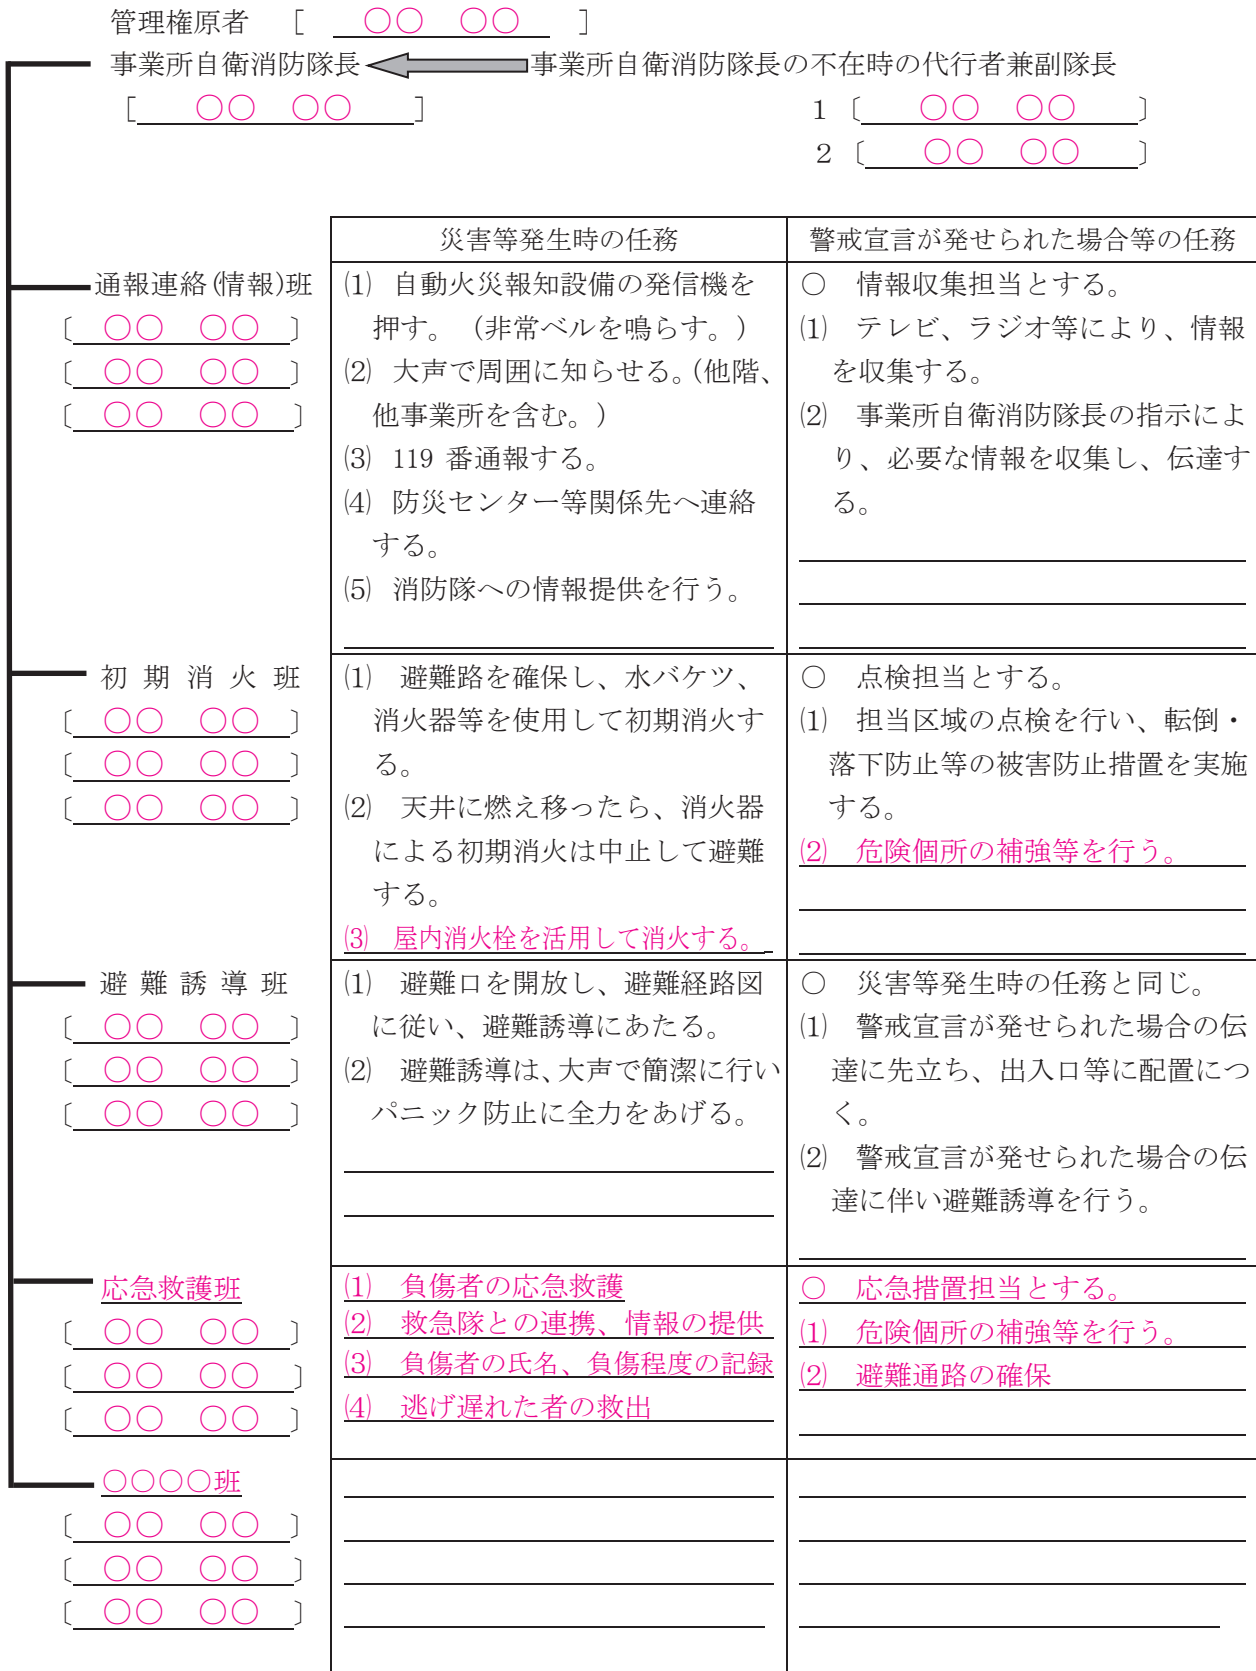 管理権原者 ［ ○○ ○○ ］
事業所自衛消防隊長 事業所自衛消防隊長の不在時の代行者兼副隊長
［ ○○ ○○ ］
1 〔 ○○ ○○ 〕
2 〔 ○○ ○○ 〕
災害等発生時の任務
警戒宣言が発せられた場合等の任務
通報連絡(情報)班
〔 ○○ ○○ 〕
〔 ○○ ○○ 〕
〔 ○○ ○○ 〕
⑴ 自動火災報知設備の発信機を
押す。（非常ベルを鳴らす。）
⑵ 大声で周囲に知らせる。（他階、
他事業所を含む。）
⑶ 119 番通報する。
⑷ 防災センター等関係先へ連絡
する。
⑸ 消防隊への情報提供を行う。
○ 情報収集担当とする。
⑴ テレビ、ラジオ等により、情報
を収集する。
⑵ 事業所自衛消防隊長の指示によ
り、必要な情報を収集し、伝達す
る。
初期消火班
〔 ○○ ○○ 〕
〔 ○○ ○○ 〕
〔 ○○ ○○ 〕
⑴ 避難路を確保し、水バケツ、
消火器等を使用して初期消火す
る。
⑵ 天井に燃え移ったら、消火器
による初期消火は中止して避難
する。
⑶ 屋内消火栓を活用して消火する。
○ 点検担当とする。
⑴ 担当区域の点検を行い、転倒・
落下防止等の被害防止措置を実施
する。
⑵ 危険個所の補強等を行う。
避難誘導班
〔 ○○ ○○ 〕
〔 ○○ ○○ 〕
〔 ○○ ○○ 〕
⑴ 避難口を開放し、避難経路図
に従い、避難誘導にあたる。
⑵ 避難誘導は、大声で簡潔に行い
パニック防止に全力をあげる。
○ 災害等発生時の任務と同じ。
⑴ 警戒宣言が発せられた場合の伝
達に先立ち、出入口等に配置につ
く。
⑵ 警戒宣言が発せられた場合の伝
達に伴い避難誘導を行う。
応急救護班
〔 ○○ ○○ 〕
〔 ○○ ○○ 〕
〔 ○○ ○○ 〕
⑴ 負傷者の応急救護
⑵ 救急隊との連携、情報の提供
⑶ 負傷者の氏名、負傷程度の記録
⑷ 逃げ遅れた者の救出
○ 応急措置担当とする。
⑴ 危険個所の補強等を行う。
⑵ 避難通路の確保
○○○○班
〔 ○○ ○○ 〕
〔 ○○ ○○ 〕
〔 ○○ ○○ 〕